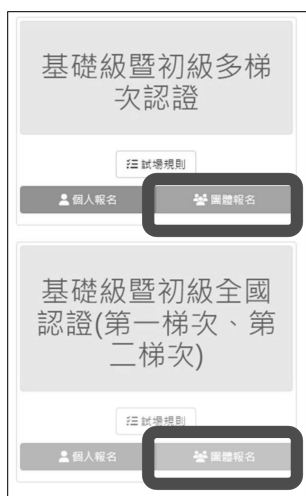 基礎級暨初級多梯
次認證
試場規則
個人報名 團體報名
基礎級暨初級全國
認證(第一梯次、第
二梯次)
試場規則
個人報名 團體報名